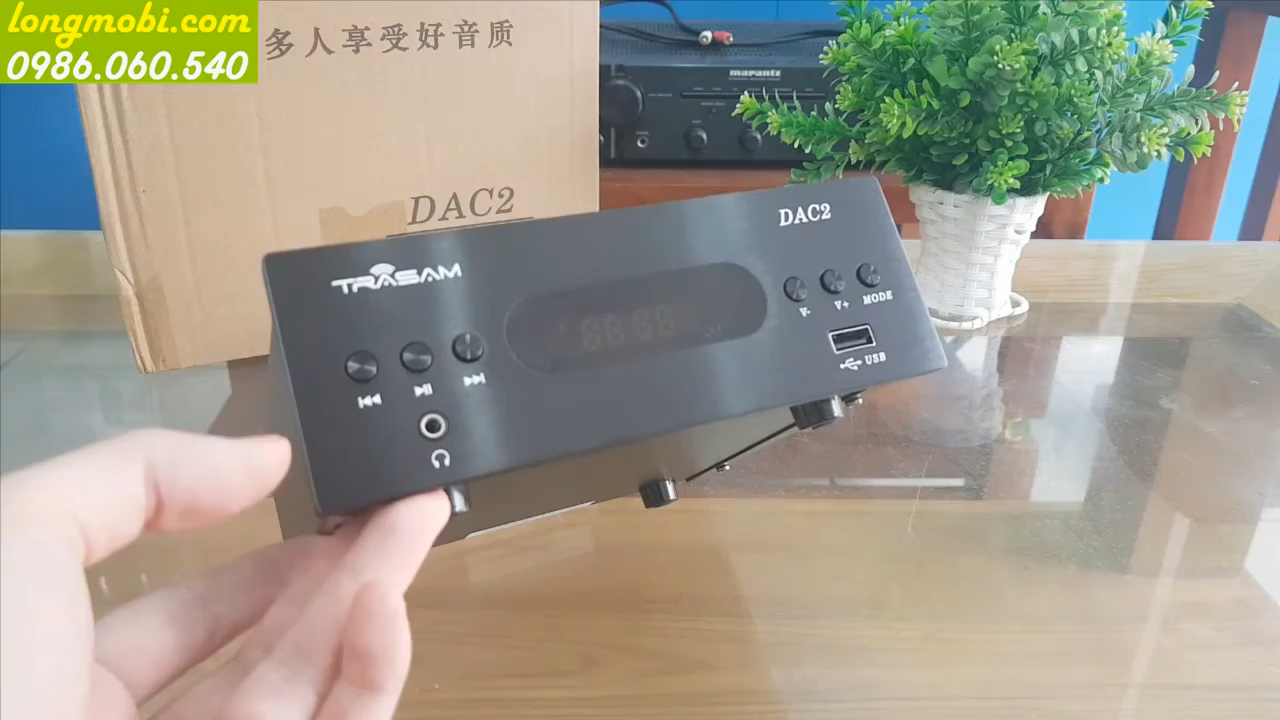 longmobi.com
0986.060.540
多人享受好音质
marantz
DAC2
DAC2
TRASAM
V-
V+
MODE
USB